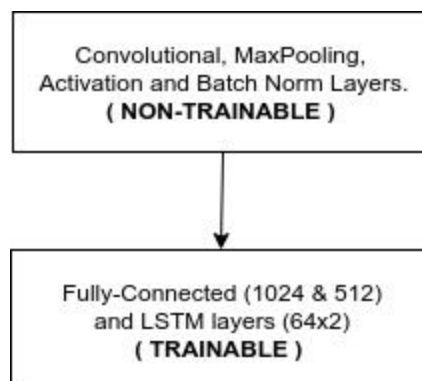 Convolutional, MaxPooling,
Activation and Batch Norm Layers.
( NON-TRAINABLE )
Fully-Connected (1024 & 512)
and LSTM layers (64x2)
( TRAINABLE )